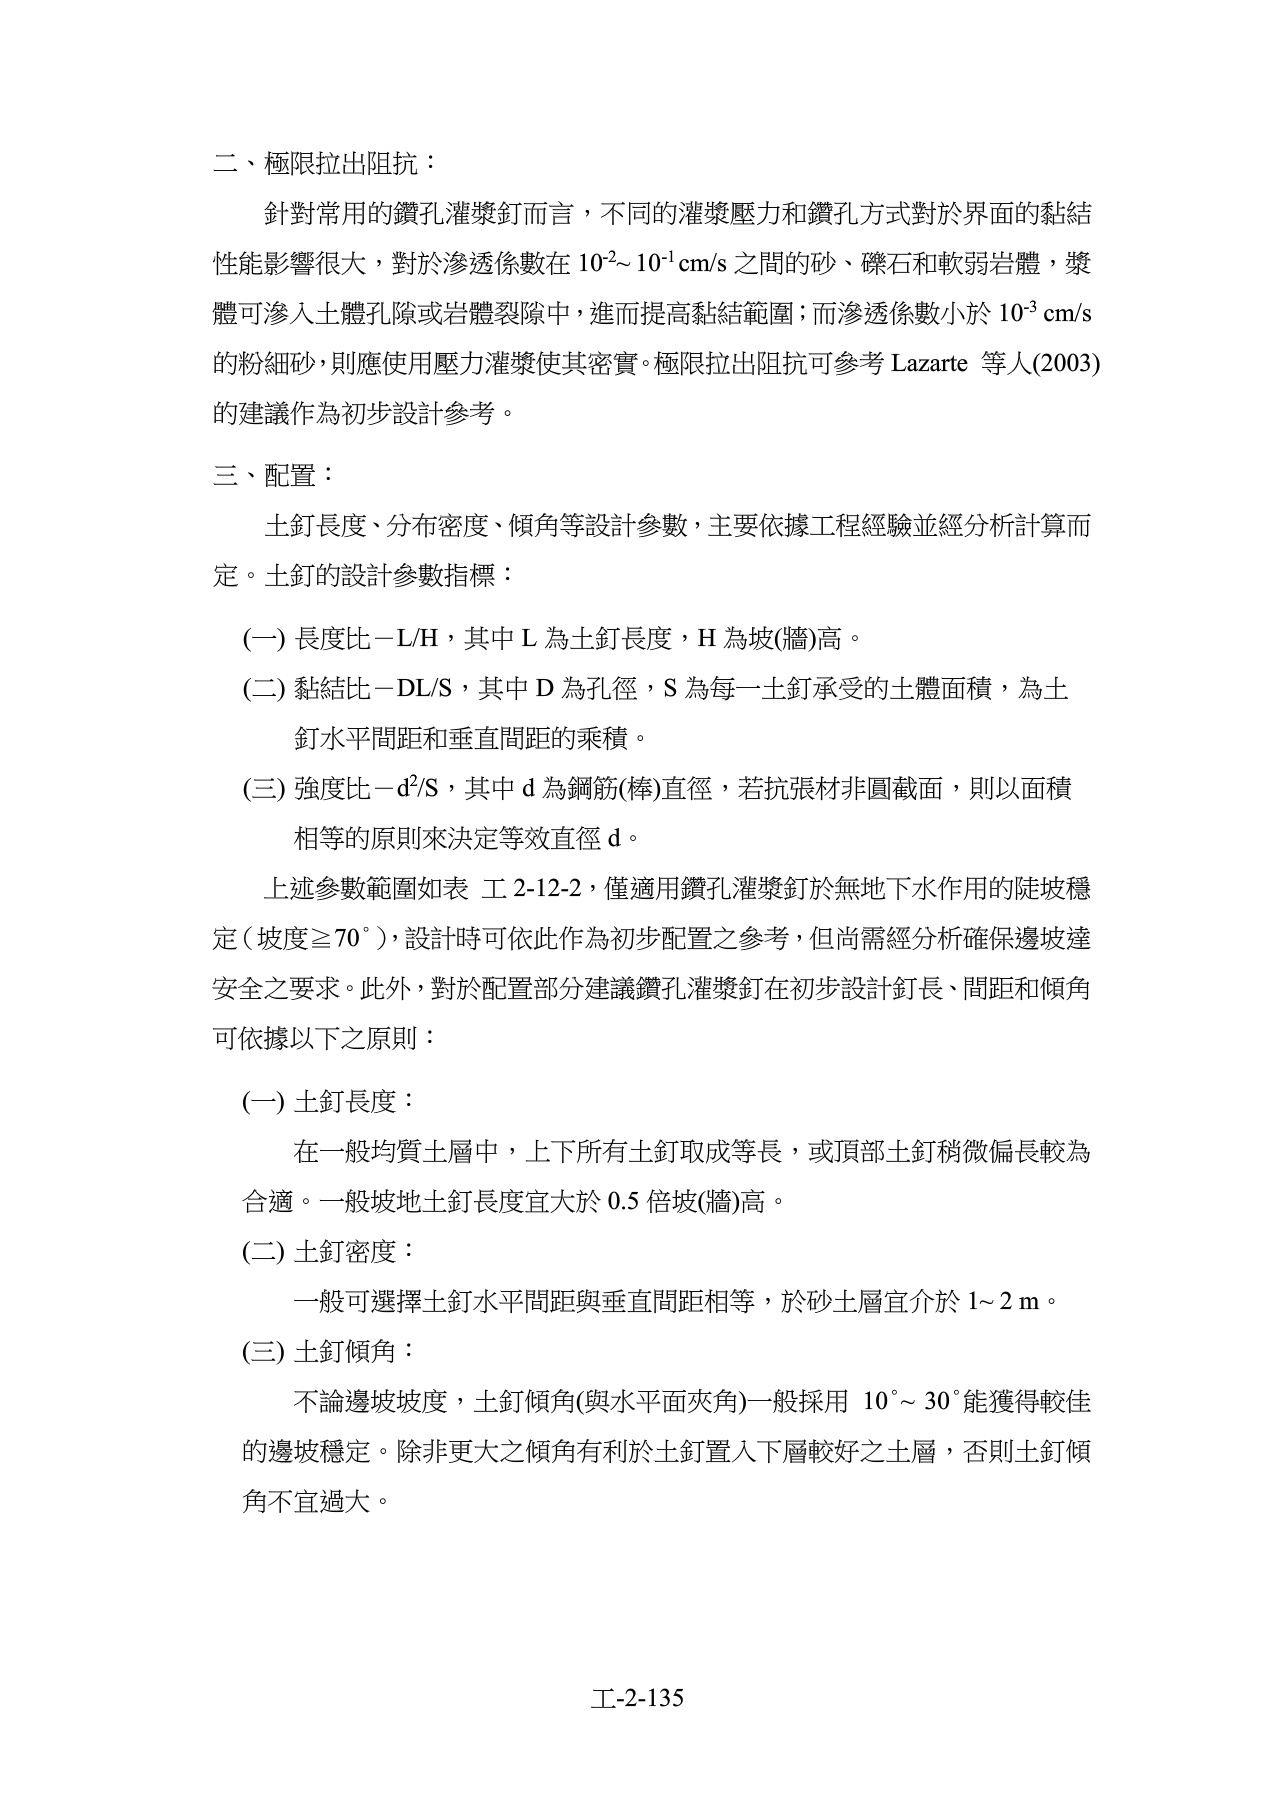 二、極限拉出阻抗：
針對常用的鑽孔灌漿釘而言，不同的灌漿壓力和鑽孔方式對於界面的黏結
性能影響很大，對於滲透係數在 10⁻²~ 10⁻¹ cm/s 之間的砂、礫石和軟弱岩體，漿
體可滲入土體孔隙或岩體裂隙中，進而提高黏結範圍；而滲透係數小於 10⁻³ cm/s
的粉細砂，則應使用壓力灌漿使其密實。極限拉出阻抗可參考 Lazarte 等人(2003)
的建議作為初步設計參考。
三、配置：
土釘長度、分布密度、傾角等設計參數，主要依據工程經驗並經分析計算而
定。土釘的設計參數指標：
(一) 長度比－L/H，其中 L 為土釘長度，H 為坡(牆)高。
(二) 黏結比－DL/S，其中 D 為孔徑，S 為每一土釘承受的土體面積，為土
釘水平間距和垂直間距的乘積。
(三) 強度比－d²/S，其中 d 為鋼筋(棒)直徑，若抗張材非圓截面，則以面積
相等的原則來決定等效直徑 d。
上述參數範圍如表 工 2-12-2，僅適用鑽孔灌漿釘於無地下水作用的陡坡穩
定（坡度≧70°），設計時可依此作為初步配置之參考，但尚需經分析確保邊坡達
安全之要求。此外，對於配置部分建議鑽孔灌漿釘在初步設計釘長、間距和傾角
可依據以下之原則：
(一) 土釘長度：
在一般均質土層中，上下所有土釘取成等長，或頂部土釘稍微偏長較為
合適。一般坡地土釘長度宜大於 0.5 倍坡(牆)高。
(二) 土釘密度：
一般可選擇土釘水平間距與垂直間距相等，於砂土層宜介於 1~ 2 m。
(三) 土釘傾角：
不論邊坡坡度，土釘傾角(與水平面夾角)一般採用 10°~ 30°能獲得較佳
的邊坡穩定。除非更大之傾角有利於土釘置入下層較好之土層，否則土釘傾
角不宜過大。
工-2-135